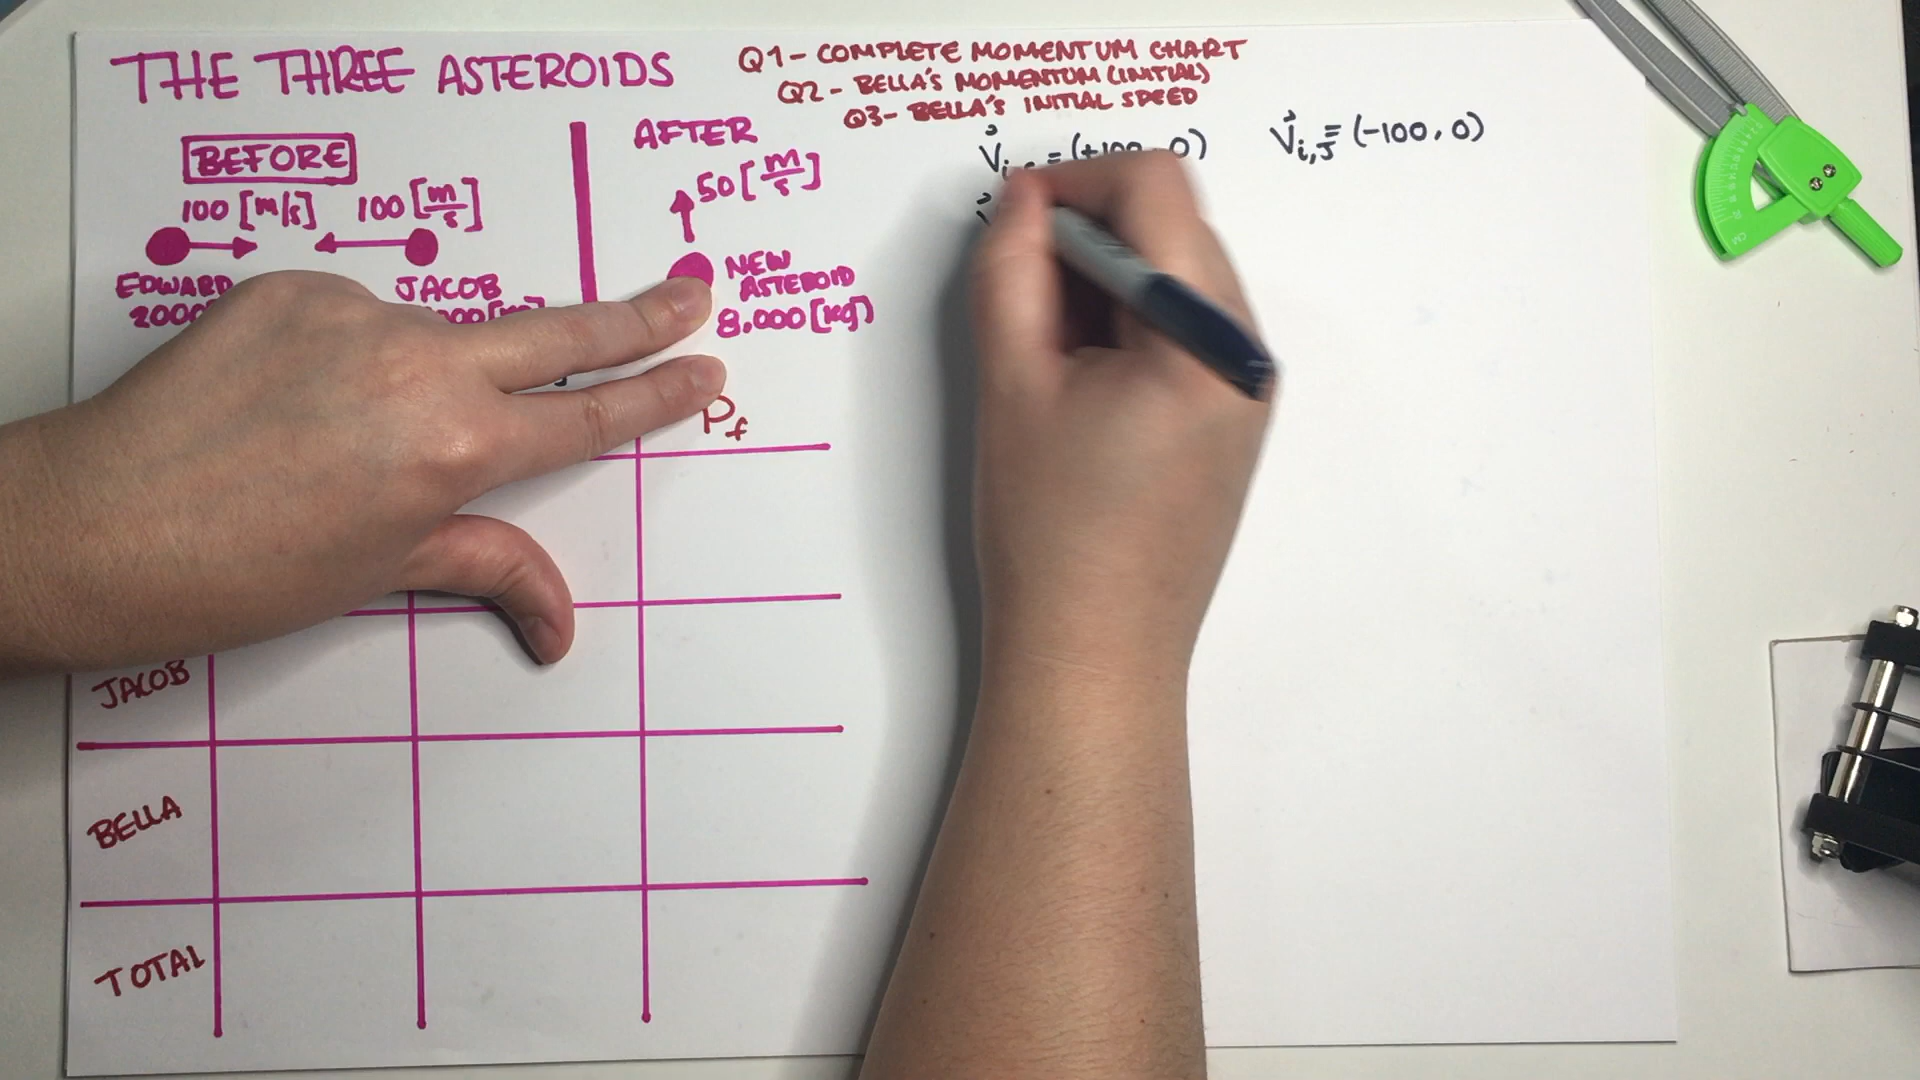 THE THREE ASTEROIDS
Q1- COMPLETE MOMENTUM CHART
Q2- BELLA'S MOMENTUM (INITIAL)
Q3- BELLA'S INITIAL SPEED
BEFORE
100 [m/s] 100 [m/s]
EDWARD
JACOB
AFTER
50 [m/s]
NEW
ASTEROID
8,000 [kg]
Pf
JACOB
BELLA
TOTAL
Vi,J = (-100, 0)